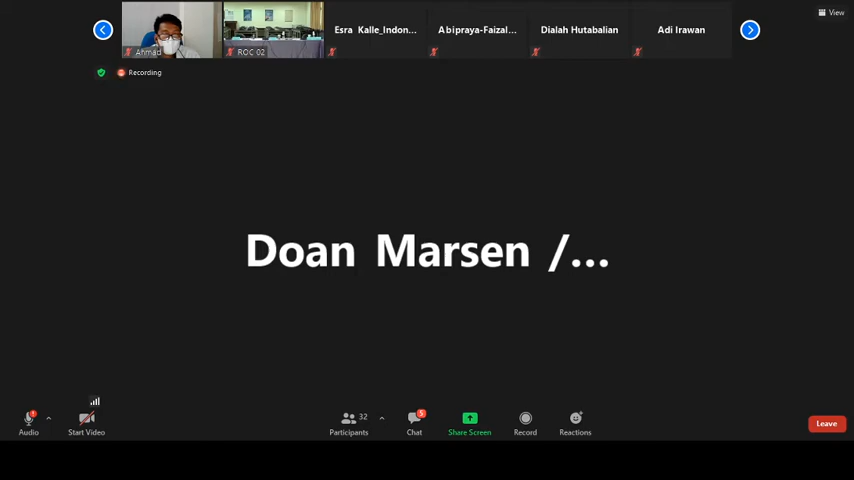 View
Esra Kalle_Indon...
Abipraya-Faizal...
Dialah Hutabalian
Adi Irawan
Ahmad
ROC 02
Recording
Doan Marsen /...
32
5
Audio
Start Video
Participants
Chat
Share Screen
Record
Reactions
Leave